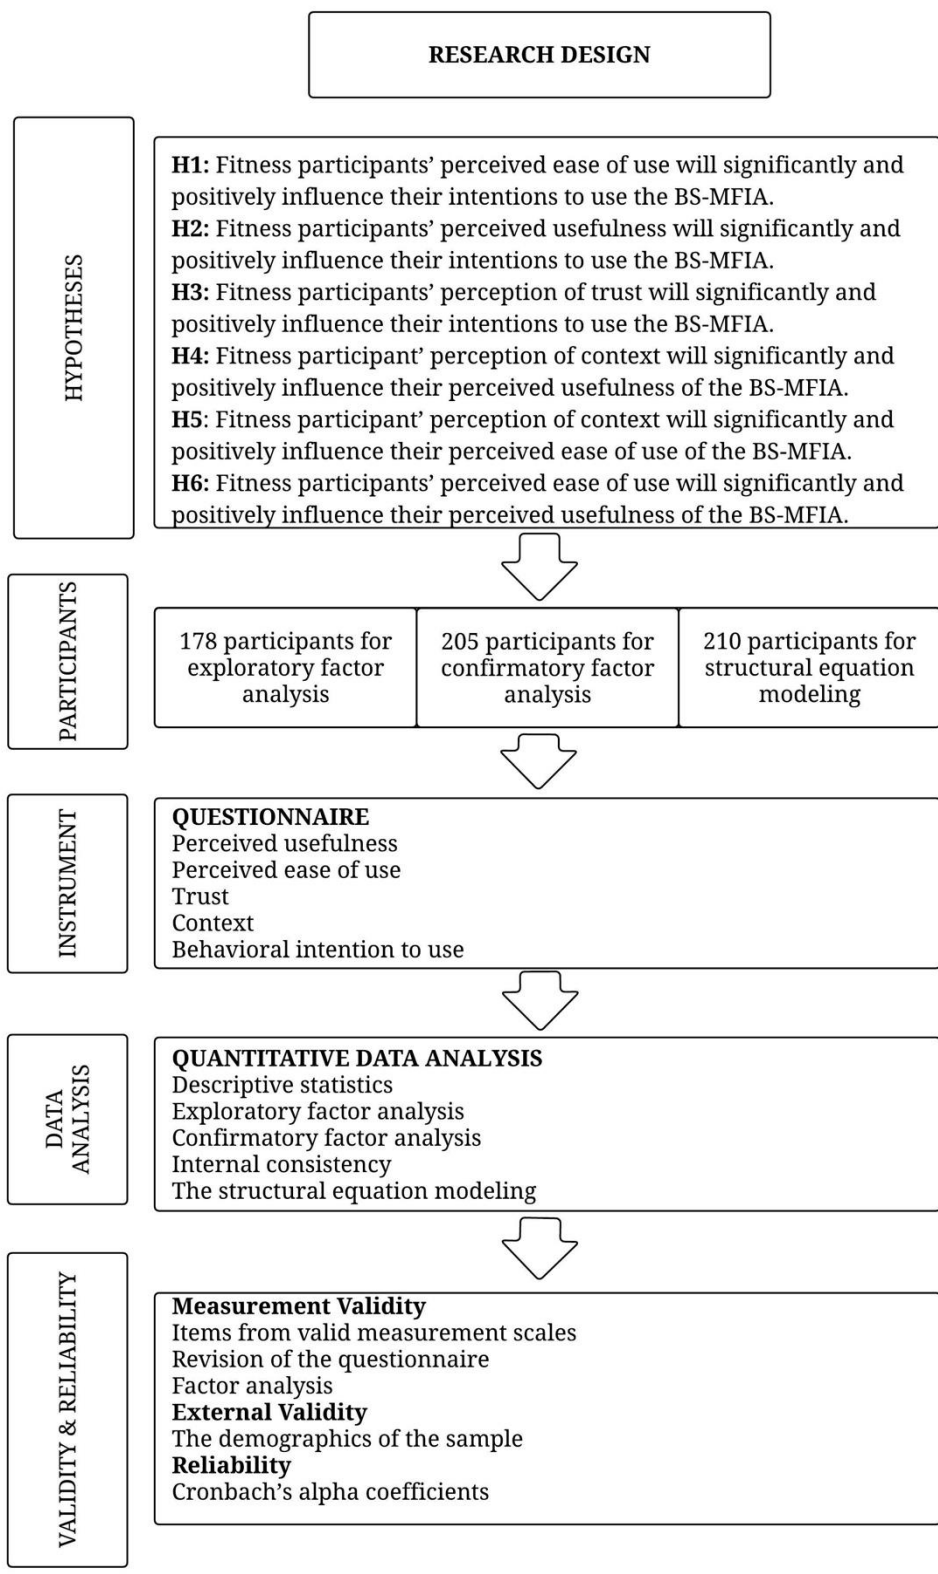 RESEARCH DESIGN
HYPOTHESES
H1: Fitness participants’ perceived ease of use will significantly and
positively influence their intentions to use the BS-MFIA.
H2: Fitness participants’ perceived usefulness will significantly and
positively influence their intentions to use the BS-MFIA.
H3: Fitness participants’ perception of trust will significantly and
positively influence their intentions to use the BS-MFIA.
H4: Fitness participant’ perception of context will significantly and
positively influence their perceived usefulness of the BS-MFIA.
H5: Fitness participant’ perception of context will significantly and
positively influence their perceived ease of use of the BS-MFIA.
H6: Fitness participants’ perceived ease of use will significantly and
positively influence their perceived usefulness of the BS-MFIA.
PARTICIPANTS
178 participants for
exploratory factor
analysis
205 participants for
confirmatory factor
analysis
210 participants for
structural equation
modeling
INSTRUMENT
QUESTIONNAIRE
Perceived usefulness
Perceived ease of use
Trust
Context
Behavioral intention to use
DATA
ANALYSIS
QUANTITATIVE DATA ANALYSIS
Descriptive statistics
Exploratory factor analysis
Confirmatory factor analysis
Internal consistency
The structural equation modeling
VALIDITY & RELIABILITY
Measurement Validity
Items from valid measurement scales
Revision of the questionnaire
Factor analysis
External Validity
The demographics of the sample
Reliability
Cronbach’s alpha coefficients